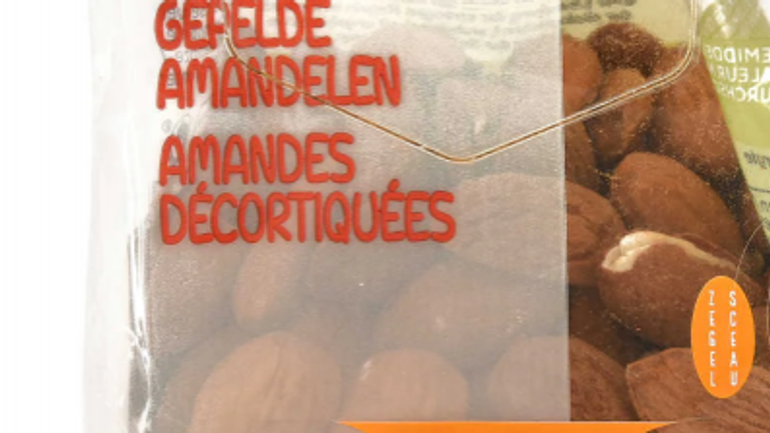 GEPELDE
AMANDELEN
AMANDES
DÉCORTIQUÉES
ZEGEL
SCEAU